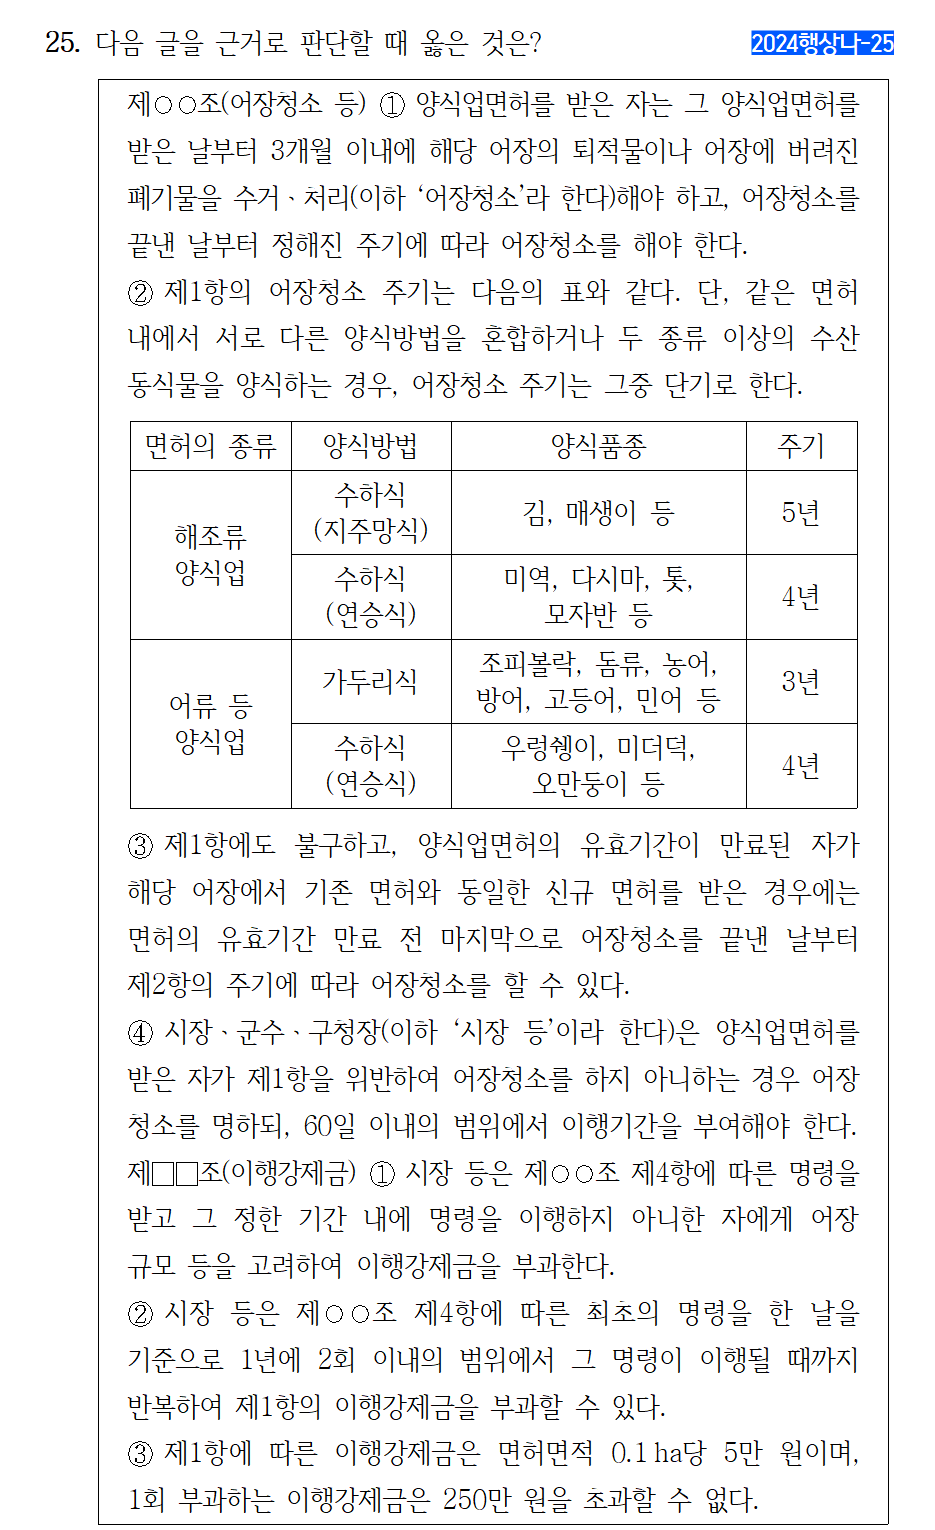 25. 다음 글을 근거로 판단할 때 옳은 것은?
2024행상나-25
제○○조(어장청소 등) ① 양식업면허를 받은 자는 그 양식업면허를
받은 날부터 3개월 이내에 해당 어장의 퇴적물이나 어장에 버려진
폐기물을 수거ㆍ처리(이하 ‘어장청소’라 한다)해야 하고, 어장청소를
끝낸 날부터 정해진 주기에 따라 어장청소를 해야 한다.
② 제1항의 어장청소 주기는 다음의 표와 같다. 단, 같은 면허
내에서 서로 다른 양식방법을 혼합하거나 두 종류 이상의 수산
동식물을 양식하는 경우, 어장청소 주기는 그중 단기로 한다.
면허의 종류 양식방법 양식품종 주기
해조류
양식업
수하식
(지주망식)
김, 매생이 등
5년
수하식
(연승식)
미역, 다시마, 톳,
모자반 등
4년
어류 등
양식업
가두리식
조피볼락, 돔류, 농어,
방어, 고등어, 민어 등
3년
수하식
(연승식)
우렁쉥이, 미더덕,
오만둥이 등
4년
③ 제1항에도 불구하고, 양식업면허의 유효기간이 만료된 자가
해당 어장에서 기존 면허와 동일한 신규 면허를 받은 경우에는
면허의 유효기간 만료 전 마지막으로 어장청소를 끝낸 날부터
제2항의 주기에 따라 어장청소를 할 수 있다.
④ 시장ㆍ군수ㆍ구청장(이하 ‘시장 등’이라 한다)은 양식업면허를
받은 자가 제1항을 위반하여 어장청소를 하지 아니하는 경우 어장
청소를 명하되, 60일 이내의 범위에서 이행기간을 부여해야 한다.
제□□조(이행강제금) ① 시장 등은 제○○조 제4항에 따른 명령을
받고 그 정한 기간 내에 명령을 이행하지 아니한 자에게 어장
규모 등을 고려하여 이행강제금을 부과한다.
② 시장 등은 제○○조 제4항에 따른 최초의 명령을 한 날을
기준으로 1년에 2회 이내의 범위에서 그 명령이 이행될 때까지
반복하여 제1항의 이행강제금을 부과할 수 있다.
③ 제1항에 따른 이행강제금은 면허면적 0.1ha당 5만 원이며,
1회 부과하는 이행강제금은 250만 원을 초과할 수 없다.